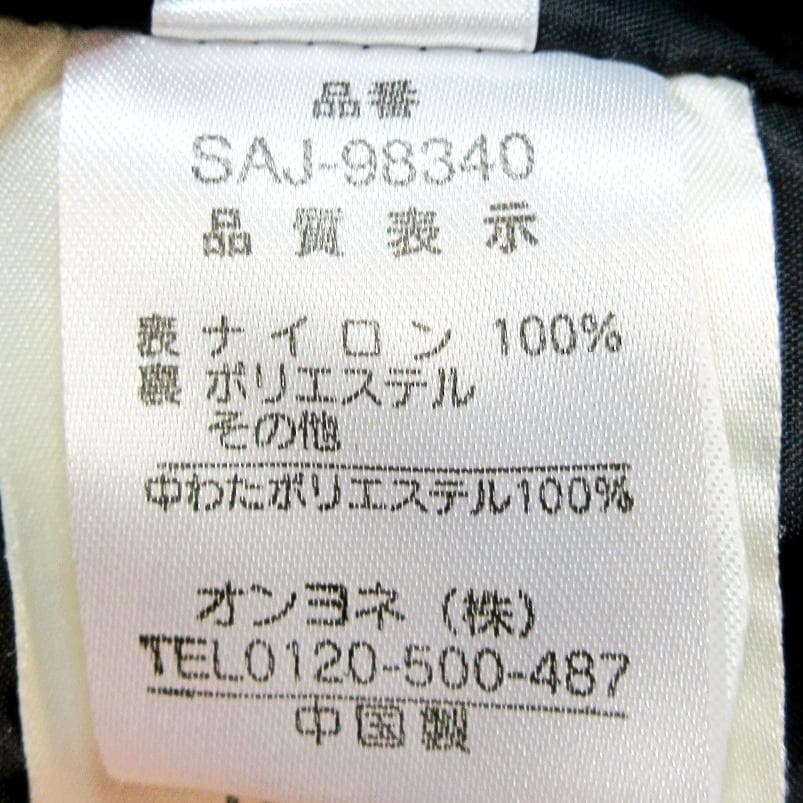 品番
SAJ-98340
品質表示
表 ナイロン 100%
裏 ポリエステル
その他
中わたポリエステル100%
オンヨネ(株)
TEL0120-500-487
中国製